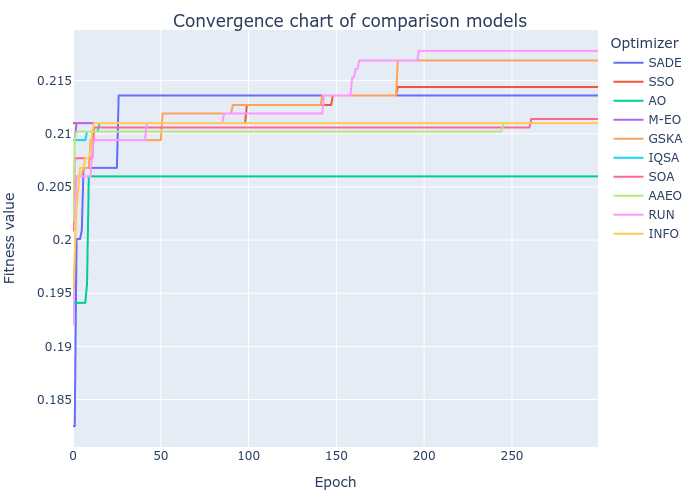 Convergence chart of comparison models
Optimizer
SADE
SSO
AO
M-EO
GSKA
IQSA
SOA
AAEO
RUN
INFO
Fitness value
0.215
0.21
0.205
0.2
0.195
0.19
0.185
0
50
100
150
200
250
Epoch